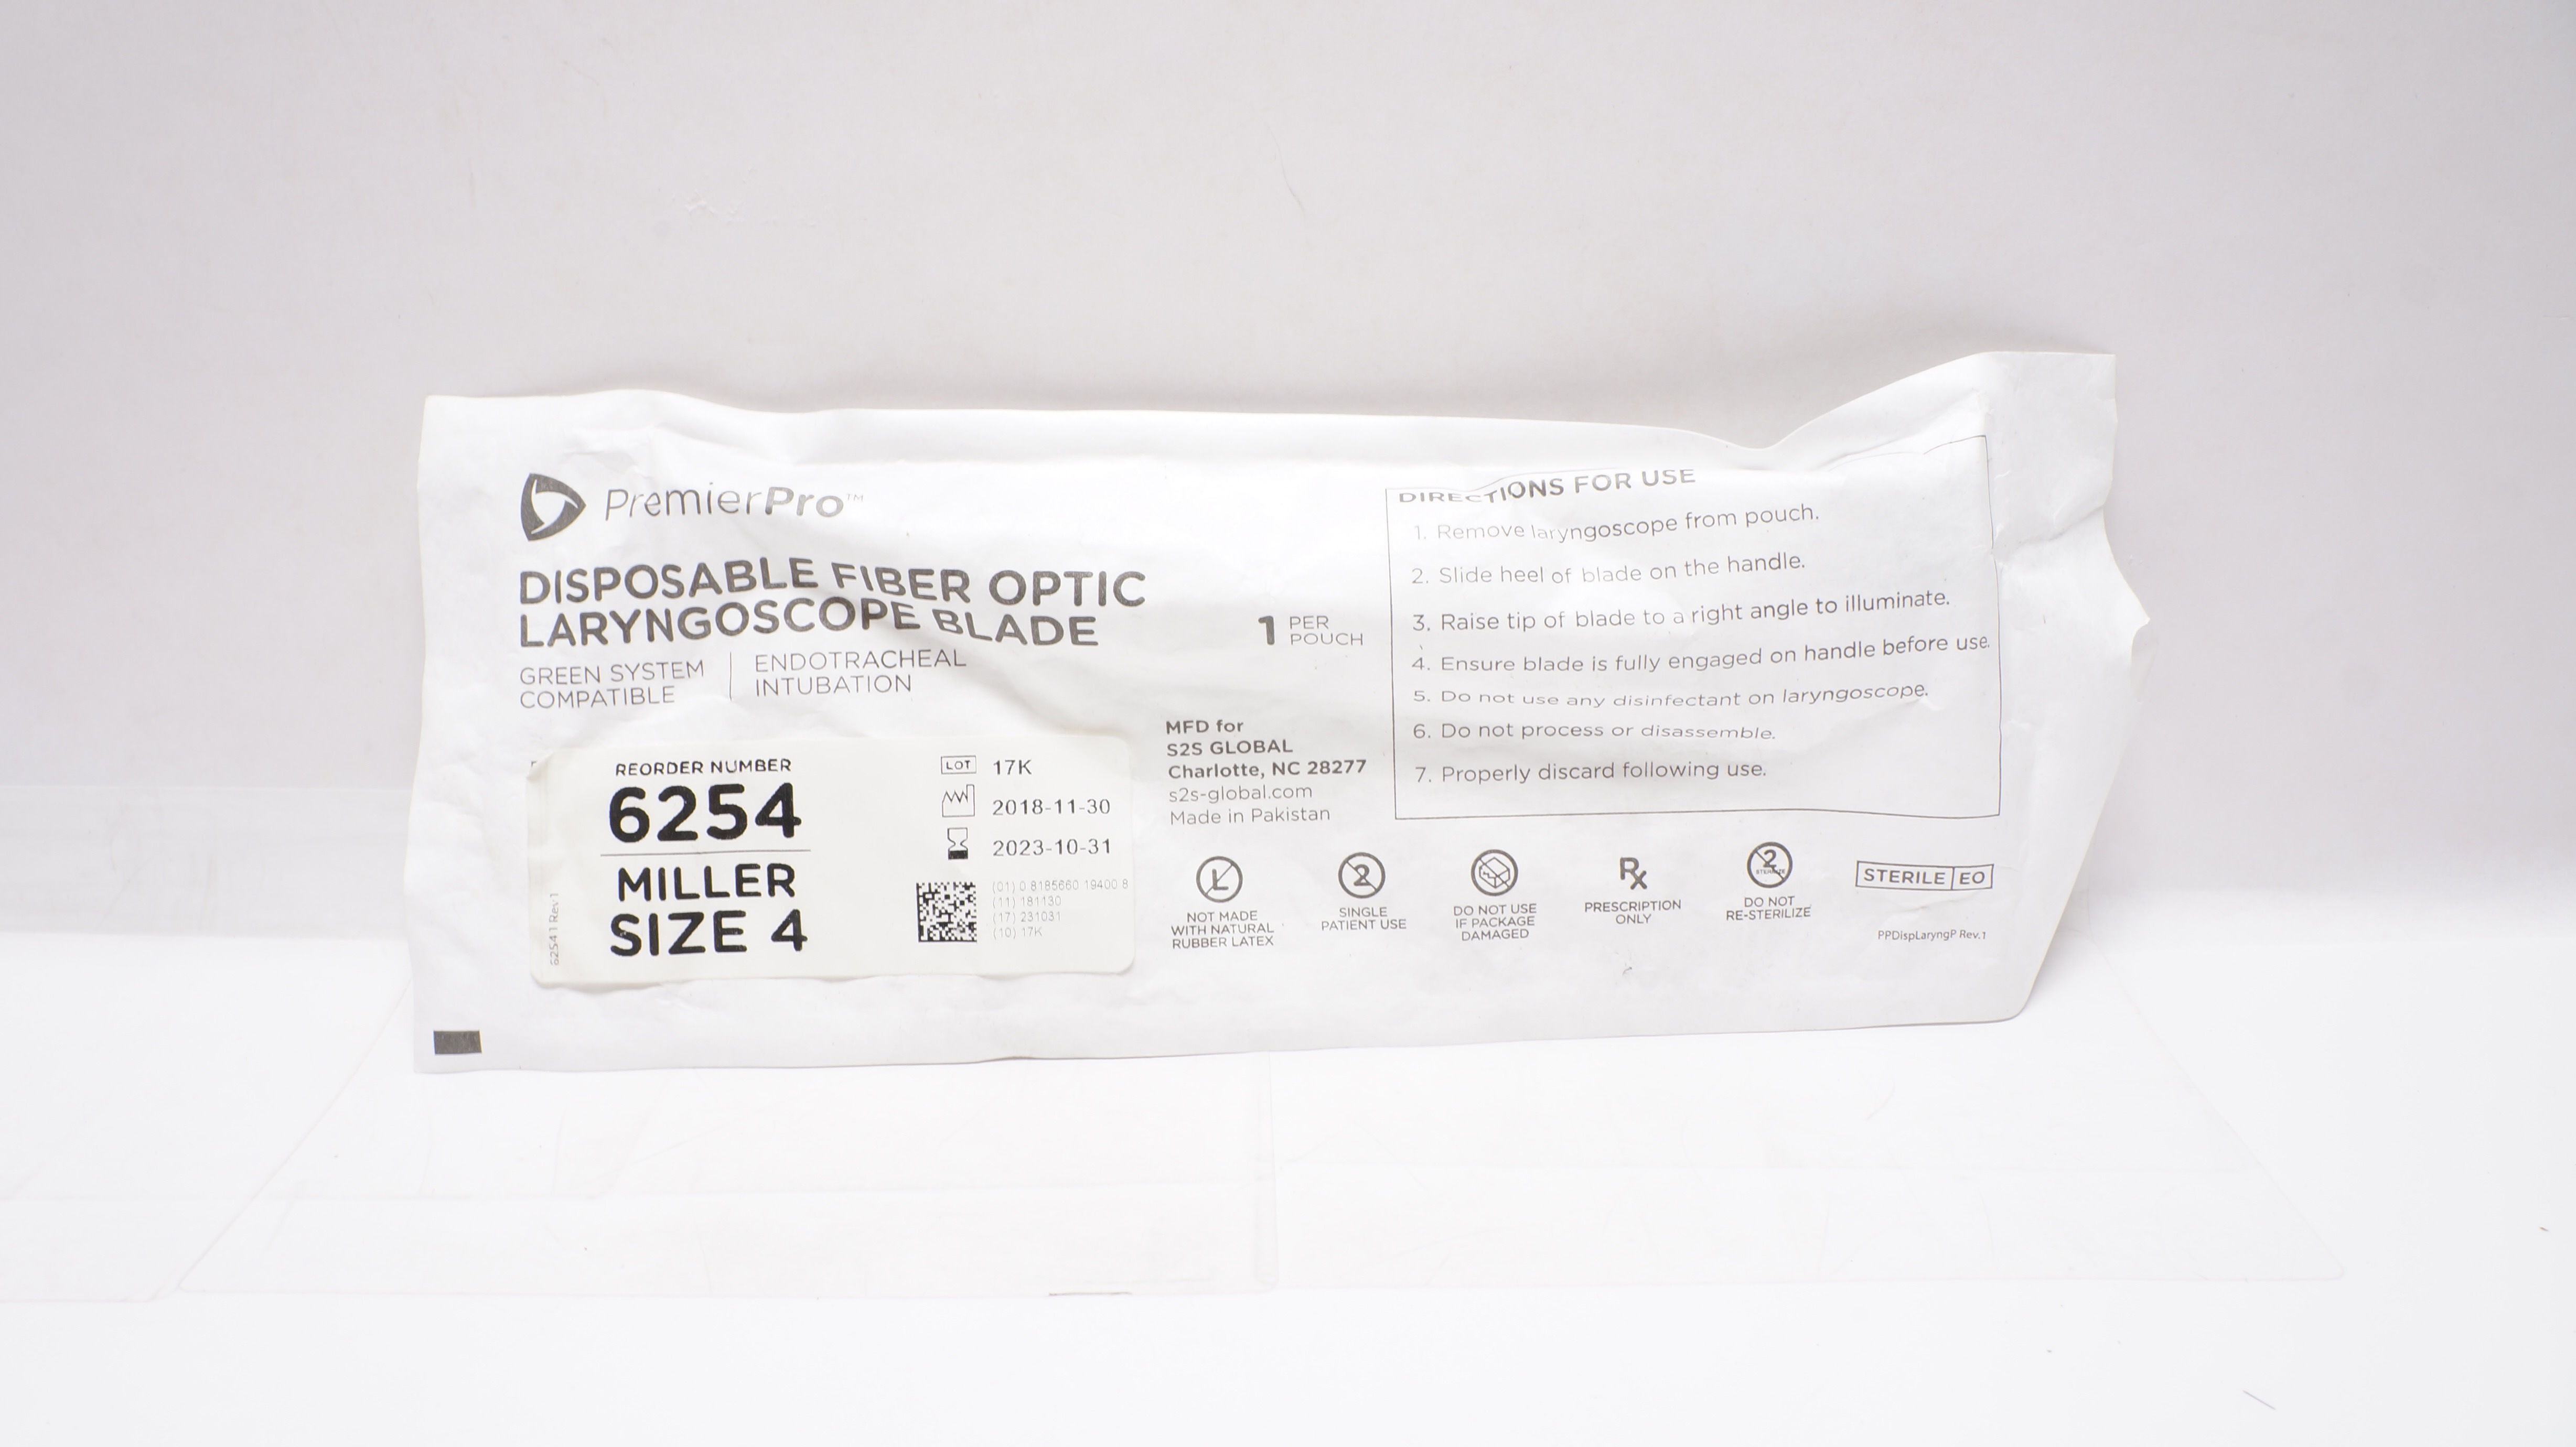 PremierPro™
DISPOSABLE FIBER OPTIC
LARYNGOSCOPE BLADE
GREEN SYSTEM
COMPATIBLE
ENDOTRACHEAL
INTUBATION
1 PER
POUCH
REORDER NUMBER
6254
MILLER
SIZE 4
62541 Rev 1
LOT 17K
2018-11-30
2023-10-31
(01) 0 8185660 19400 8
(11) 181130
(17) 231031
(10) 17K
MFD for
S2S GLOBAL
Charlotte, NC 28277
s2s-global.com
Made in Pakistan
DIRECTIONS FOR USE
1. Remove laryngoscope from pouch.
2. Slide heel of blade on the handle.
3. Raise tip of blade to a right angle to illuminate.
4. Ensure blade is fully engaged on handle before use.
5. Do not use any disinfectant on laryngoscope.
6. Do not process or disassemble.
7. Properly discard following use.
L
NOT MADE
WITH NATURAL
RUBBER LATEX
2
SINGLE
PATIENT USE
DO NOT USE
IF PACKAGE
DAMAGED
Rx
PRESCRIPTION
ONLY
2
DO NOT
RE-STERILIZE
STERILE EO
PPDispLaryngP Rev.1